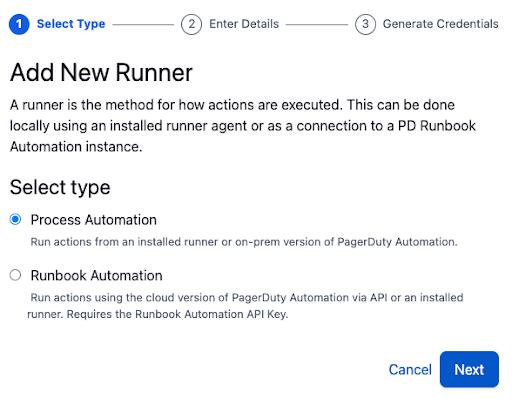 1 Select Type 2 Enter Details 3 Generate Credentials
Add New Runner
A runner is the method for how actions are executed. This can be done
locally using an installed runner agent or as a connection to a PD Runbook
Automation instance.
Select type
Process Automation
Run actions from an installed runner or on-prem version of PagerDuty Automation.
Runbook Automation
Run actions using the cloud version of PagerDuty Automation via API or an installed
runner. Requires the Runbook Automation API Key.
Cancel Next